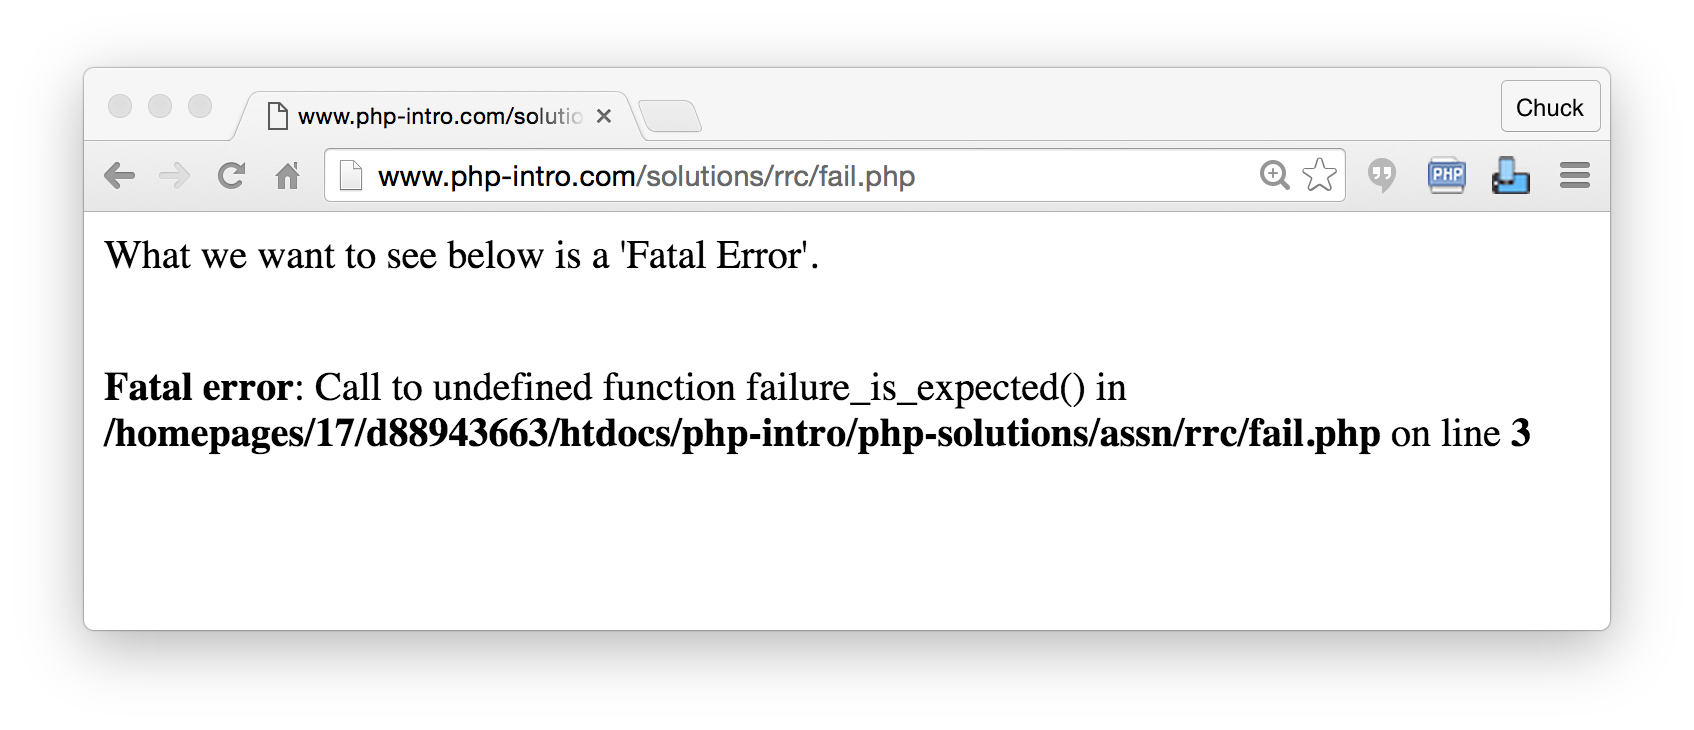 www.php-intro.com/solutio
Chuck
www.php-intro.com/solutions/rrc/fail.php
PHP
What we want to see below is a 'Fatal Error'.
Fatal error: Call to undefined function failure_is_expected() in
/homepages/17/d88943663/htdocs/php-intro/php-solutions/assn/rrc/fail.php on line 3